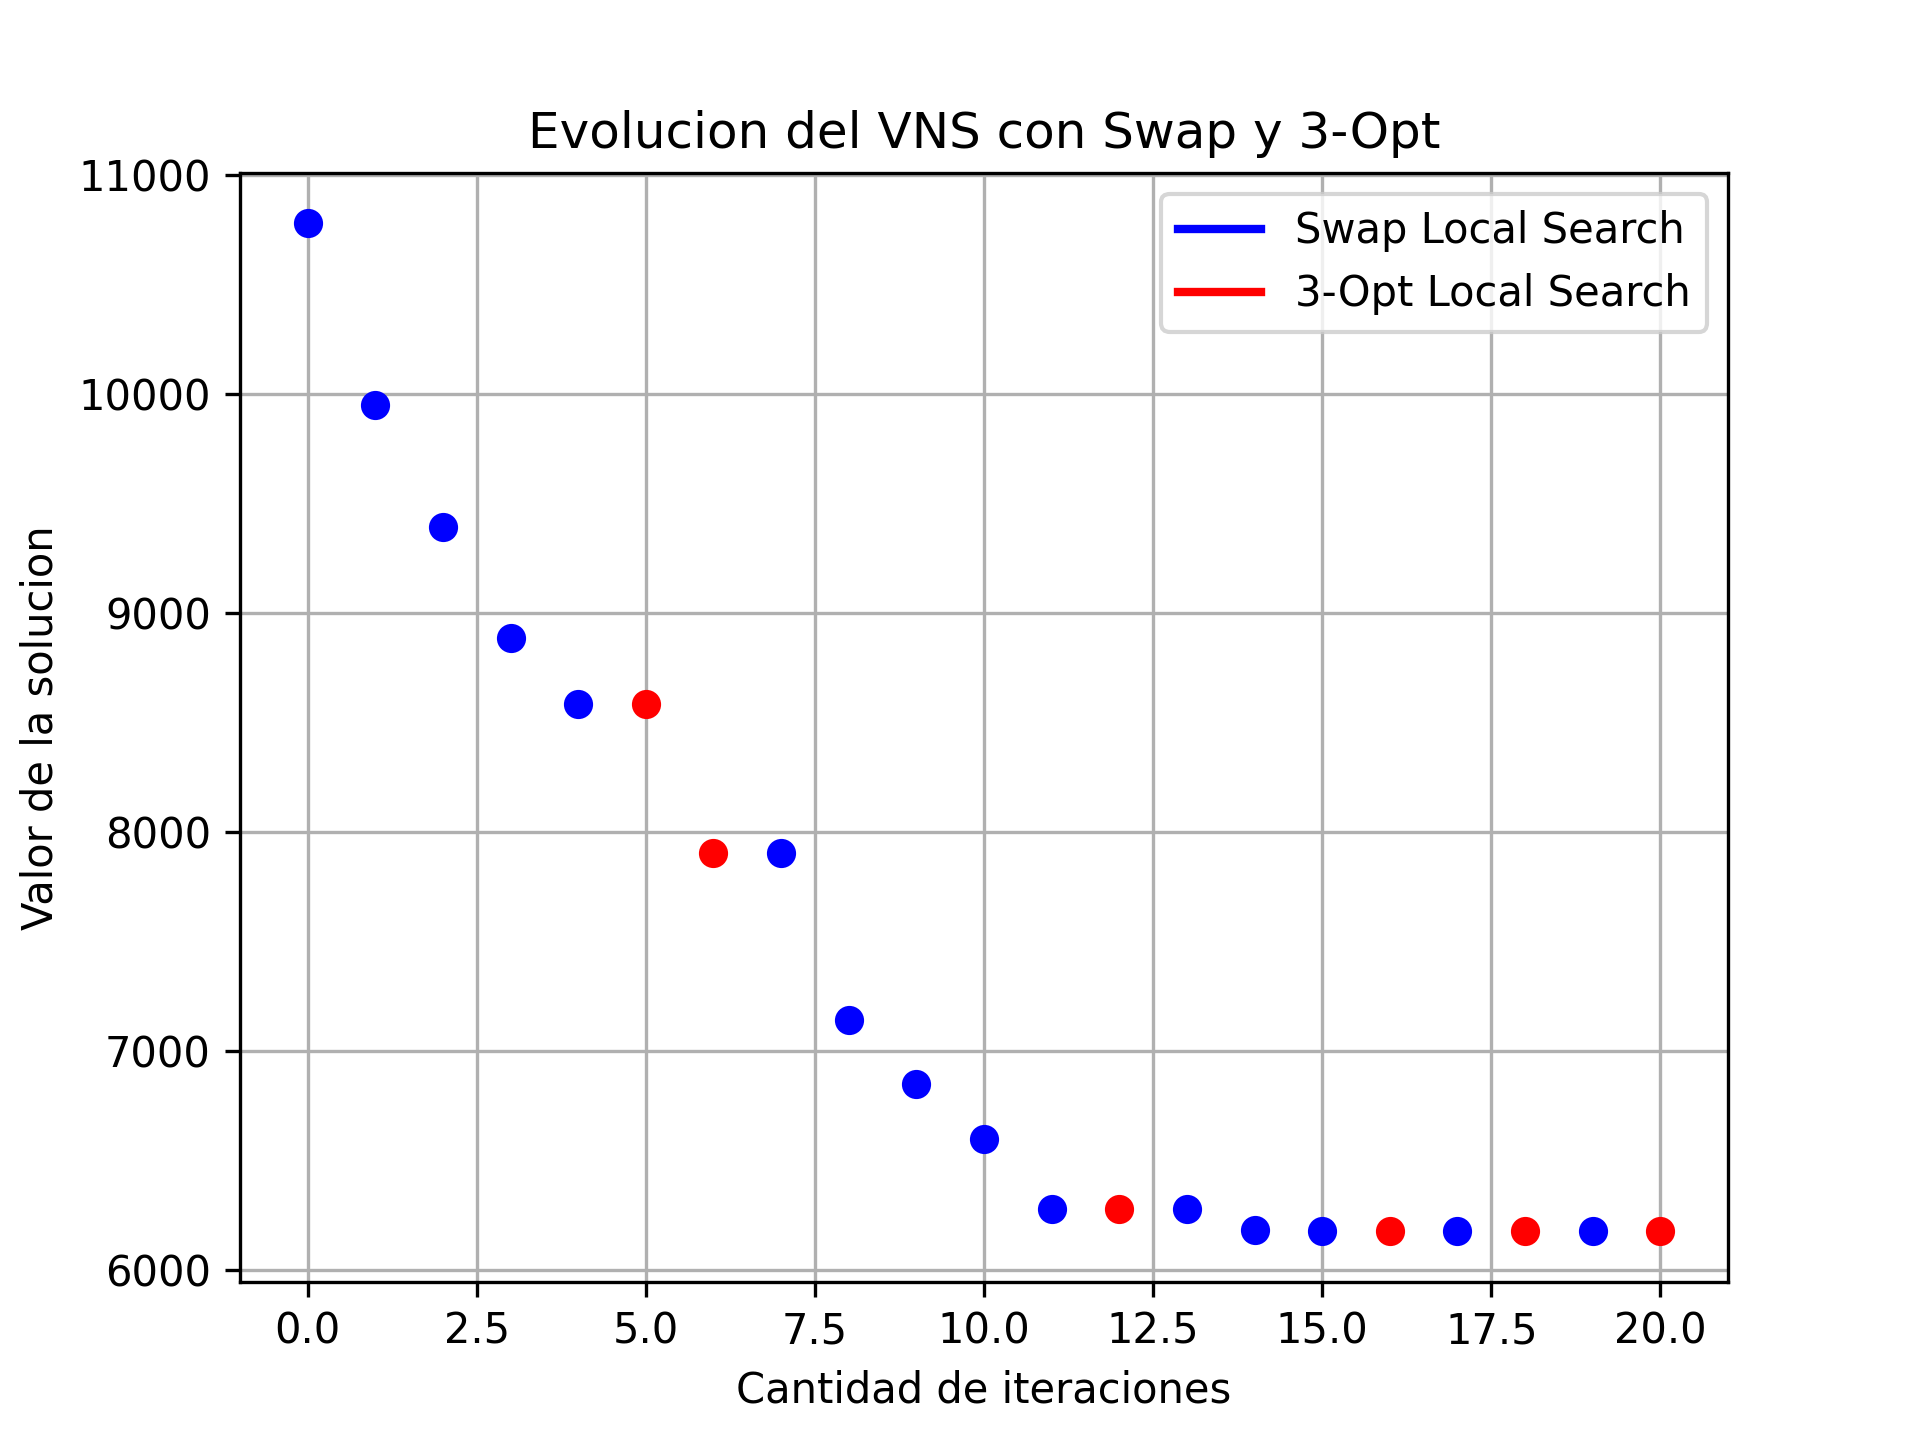 Evolucion del VNS con Swap y 3-Opt
11000
10000
9000
8000
7000
6000
Valor de la solucion
Swap Local Search
3-Opt Local Search
0.0 2.5 5.0 7.5 10.0 12.5 15.0 17.5 20.0
Cantidad de iteraciones